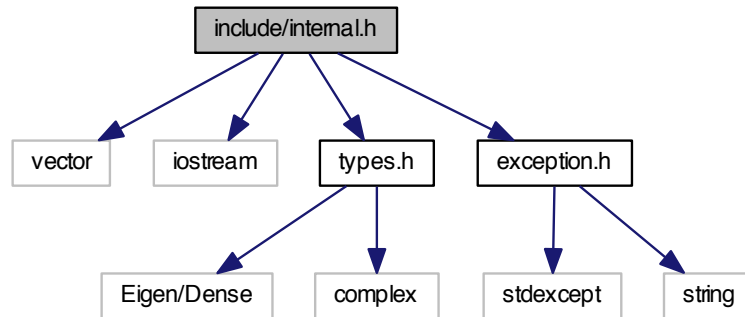 include/internal.h
vector
iostream
types.h
exception.h
Eigen/Dense
complex
stdexcept
string